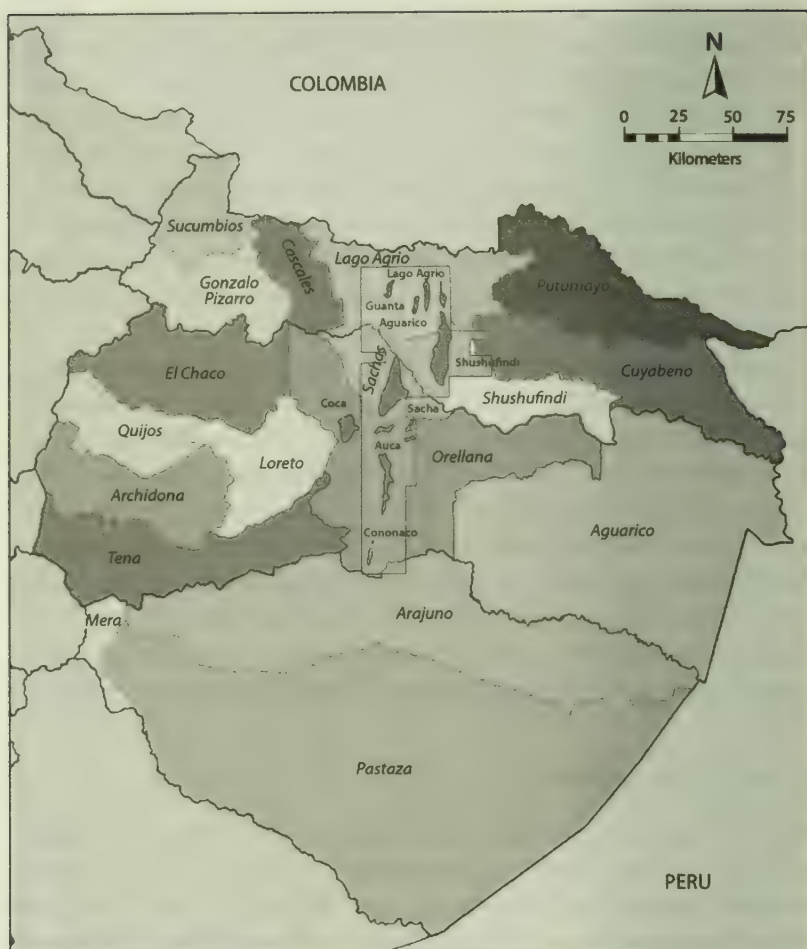 COLOMBIA
N
0 25 50 75
Kilometers
Sucumbios
Cascales
Lago Agrio
Lago Agrio
Gonzalo
Pizarro
Guanta
Aguarico
Putumayo
El Chaco
Sachas
Shushufindi
Cuyabeno
Coca
Sacha
Shushufindi
Quijos
Loreto
Auca
Orellana
Archidona
Cononaco
Aguarico
Tena
Mera
Arajuno
Pastaza
PERU